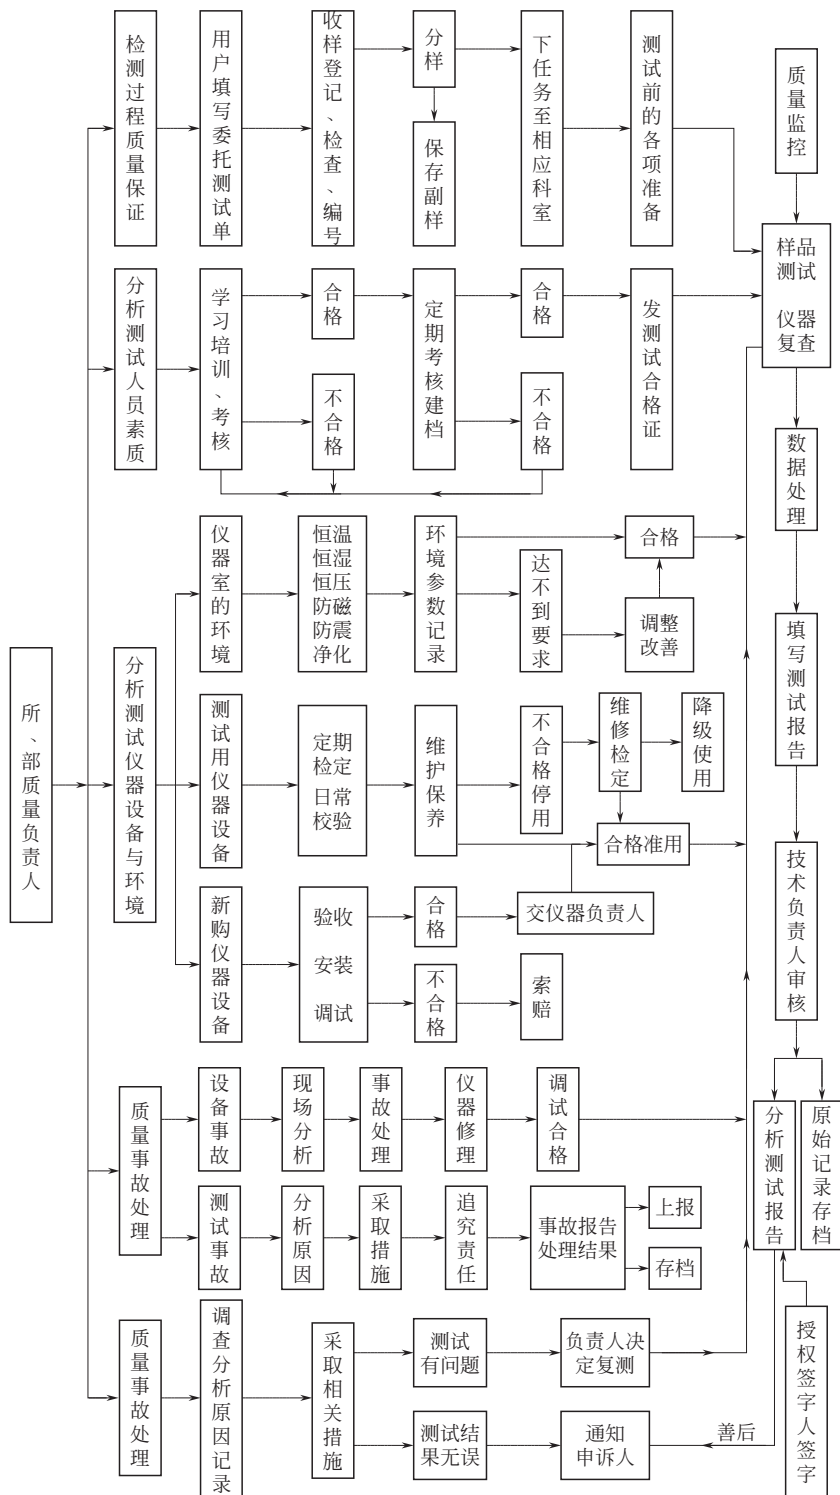 所、部质量负责人
检测过程质量保证
用户填写委托测试单
收样登记、检查、编号
分样
保存副样
下任务至相应科室
测试前的各项准备
质量监控
样品
测试
仪器
复查
分析测试人员素质
学习培训、考核
合格
不合格
定期考核建档
合格
不合格
发测试合格证
数据处理
分析测试仪器设备与环境
仪器室的环境
恒温
恒湿
恒压
防磁
防震
净化
环境参数记录
达不到要求
合格
调整
改善
填写测试报告
测试用仪器设备
定期
检定
日常
校验
维护保养
不合格停用
维修检定
降级使用
合格准用
新购仪器设备
验收
安装
调试
合格
不合格
交仪器负责人
索赔
技术负责人审核
质量事故处理
设备事故
现场分析
事故处理
仪器修理
调试合格
测试事故
分析原因
采取措施
追究责任
事故报告
处理结果
上报
存档
分析测试报告
原始记录存档
质量事故处理
调查分析原因记录
采取相关措施
测试
有问题
负责人决
定复测
测试结
果无误
通知
申诉人
善后
授权签字人签字